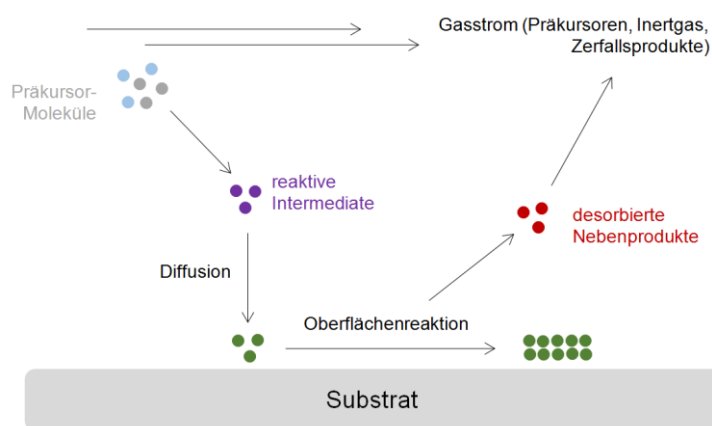 Gasstrom (Präkursoren, Inertgas,
Zerfallsprodukte)
Präkursor-
Moleküle
reaktive
Intermediate
desorbierte
Nebenprodukte
Diffusion
Oberflächenreaktion
Substrat